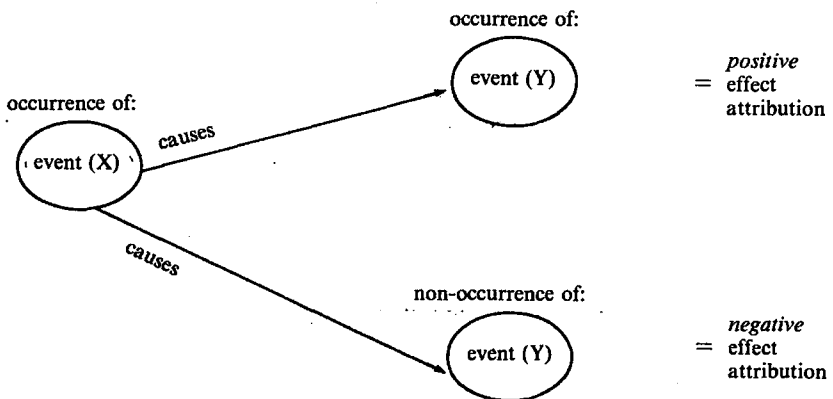 occurrence of:
event (Y)
= positive
effect
attribution
occurrence of:
event (X)
causes
causes
non-occurrence of:
event (Y)
= negative
effect
attribution